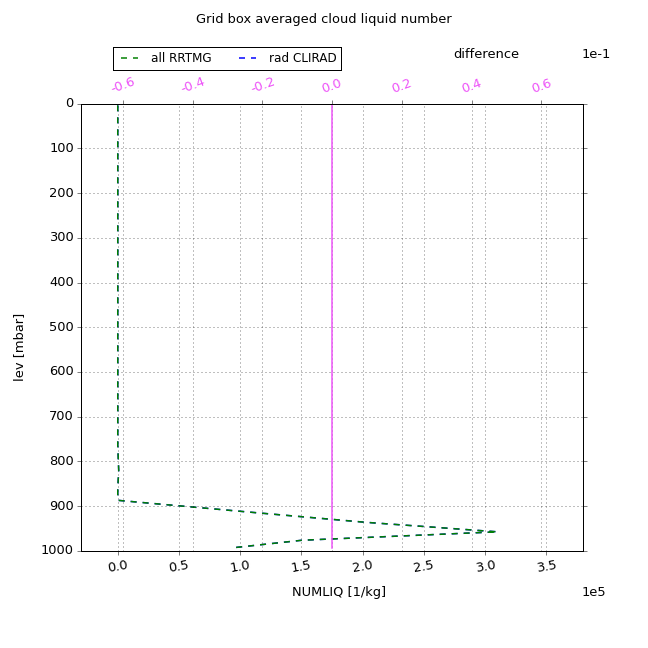 Grid box averaged cloud liquid number
all RRTMG rad CLIRAD difference 1e-1
-0.6 -0.4 -0.2 0.0 0.2 0.4 0.6
0
100
200
300
400
500
600
700
800
900
1000
lev [mbar]
0.0 0.5 1.0 1.5 2.0 2.5 3.0 3.5
NUMLIQ [1/kg] 1e5